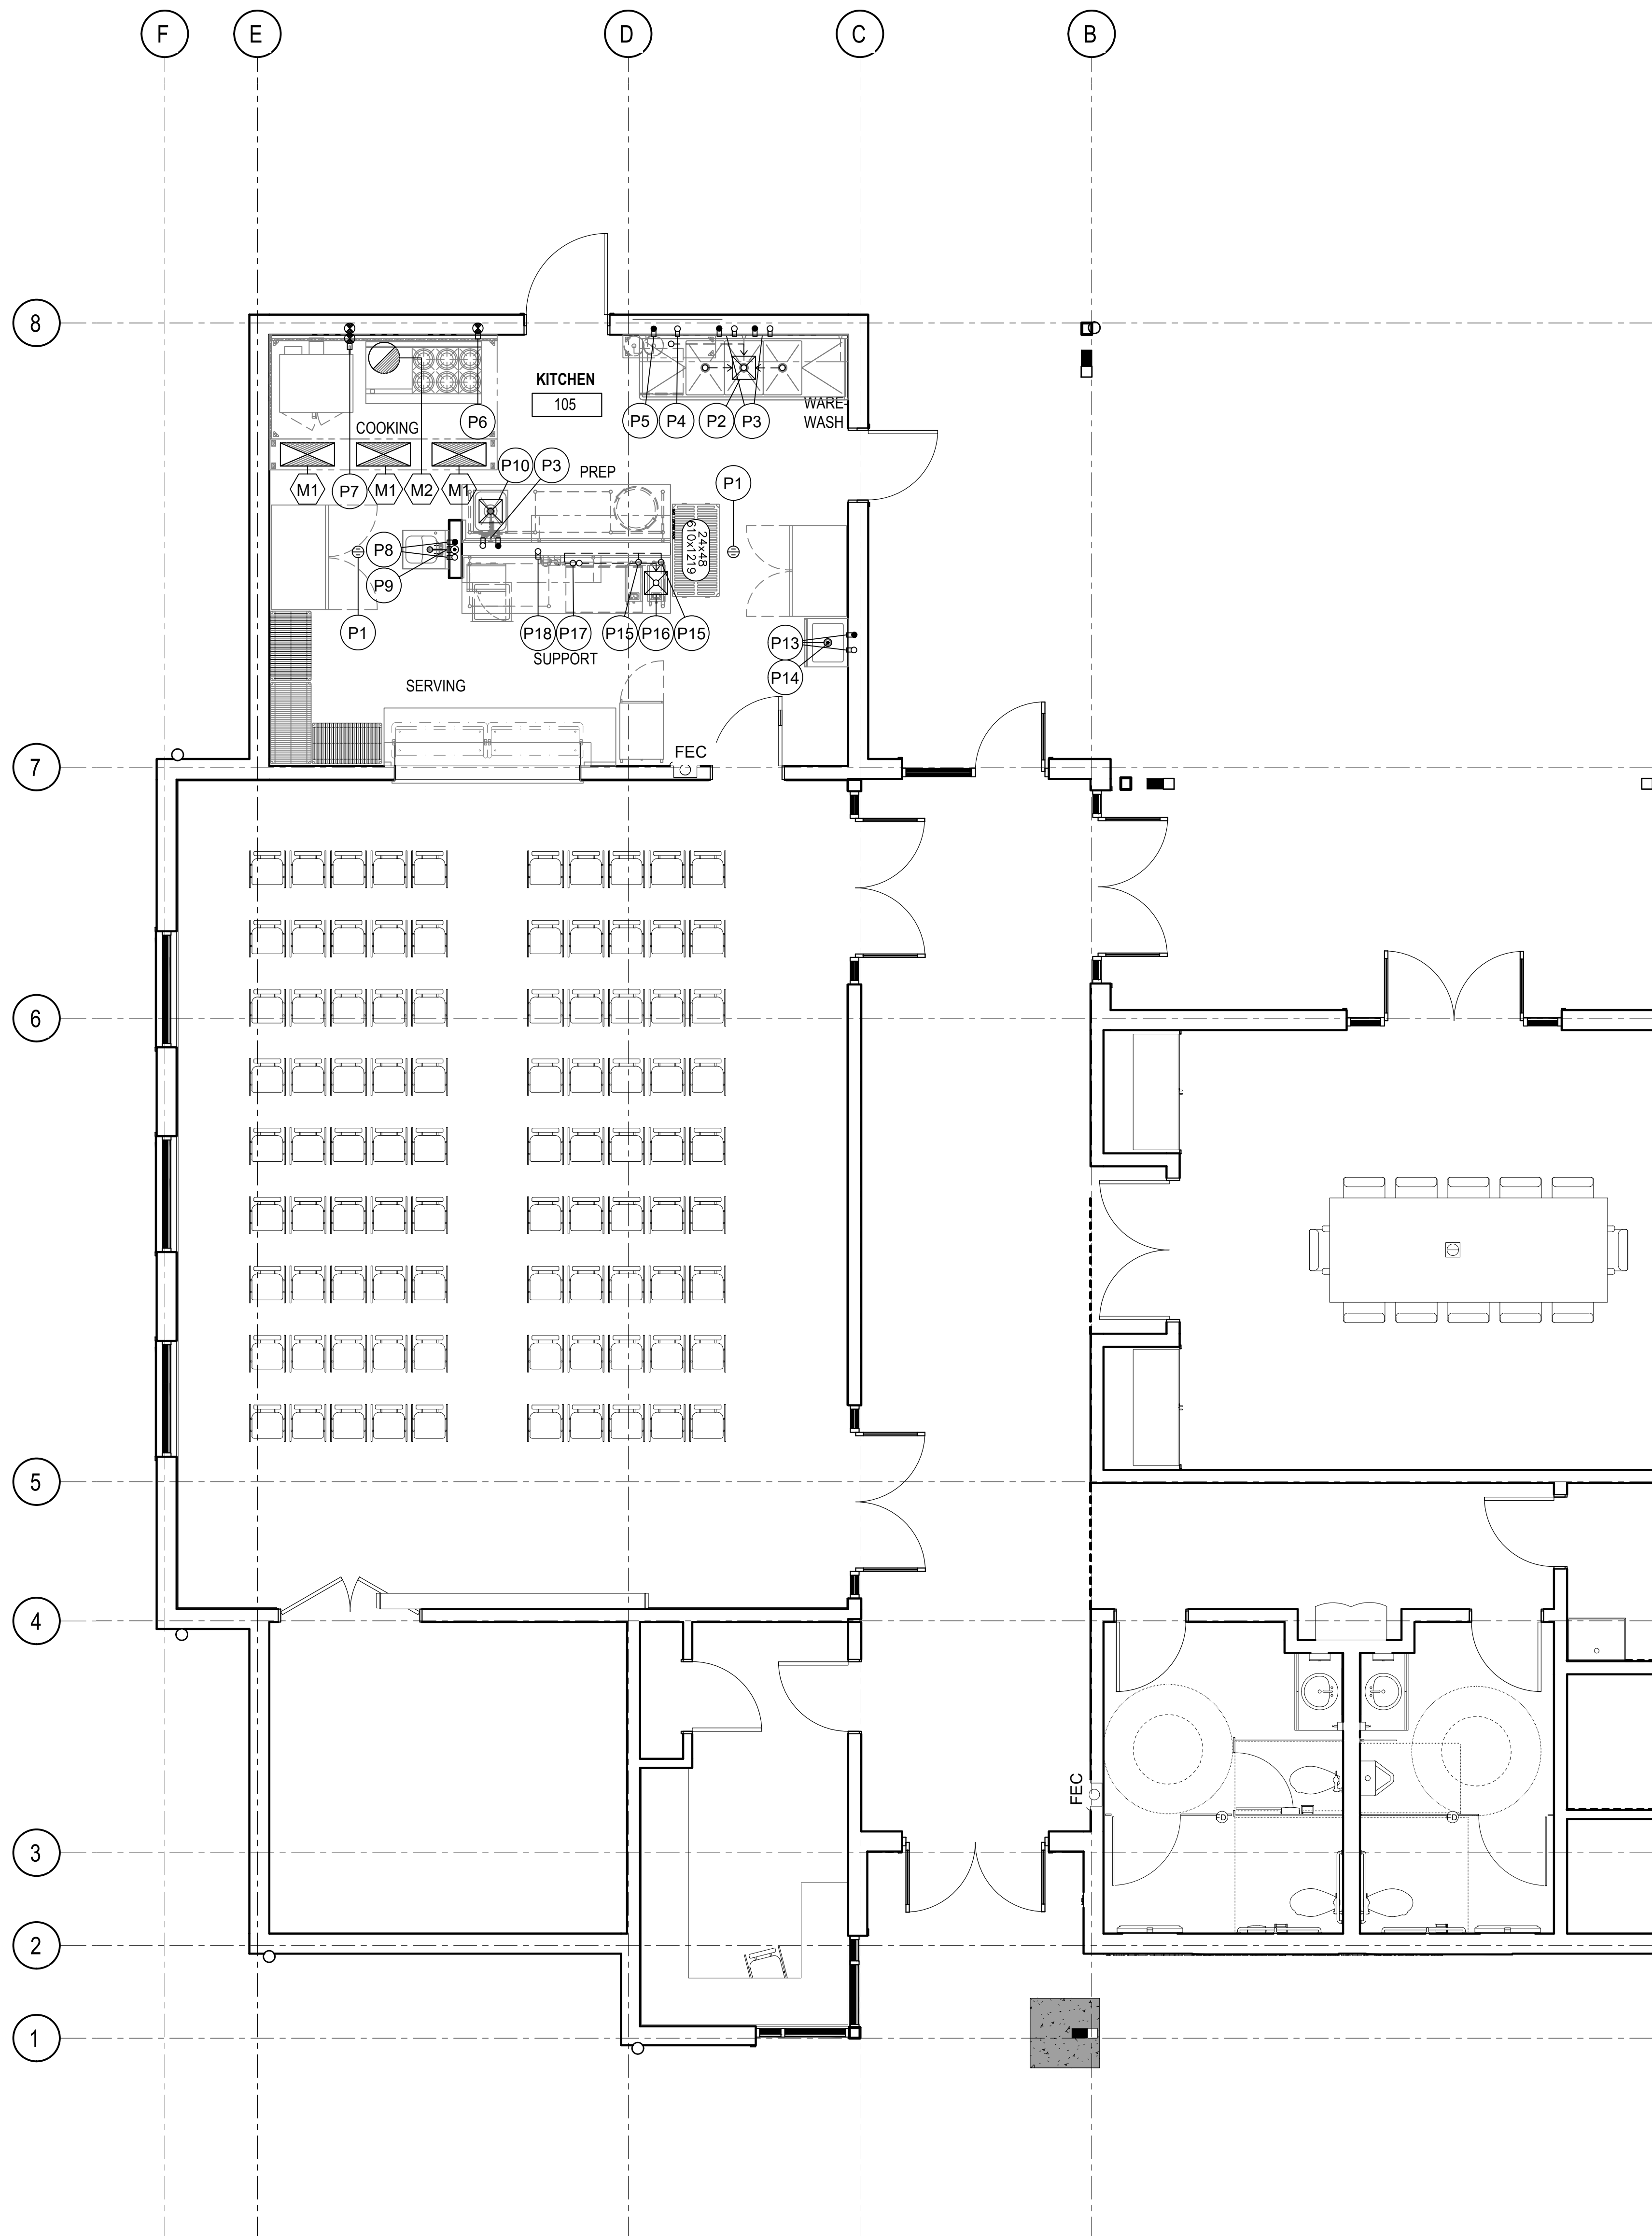 F
E
D
C
B
8
KITCHEN
105
COOKING
P6
P5
P4
P2
P3
WARE-
WASH
M1
P7
M1
M2
M1
P10
P3
PREP
P1
24x48
610x1219
P8
P9
P1
P18
P17
P15
P16
P15
P13
P14
SUPPORT
SERVING
FEC
7
6
5
4
FEC
FD
FD
3
2
1